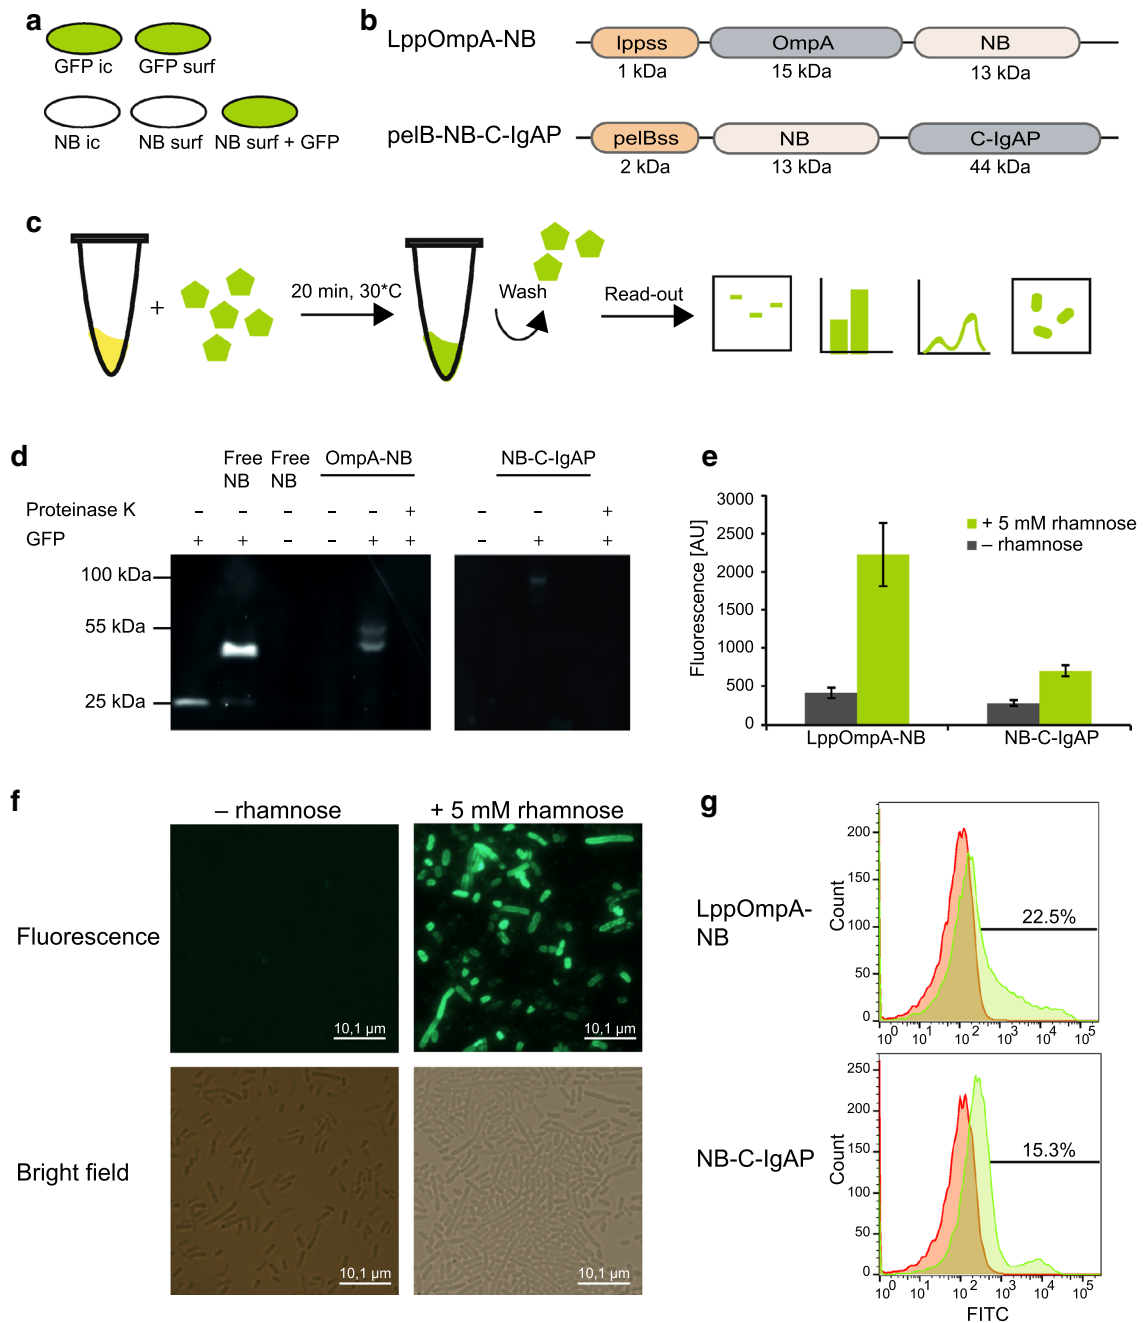 a
GFP ic GFP surf
NB ic NB surf NB surf + GFP
b
LppOmpA-NB
lppss OmpA NB
1 kDa 15 kDa 13 kDa
pelB-NB-C-IgAP
pelBss NB C-IgAP
2 kDa 13 kDa 44 kDa
c
+
20 min, 30*C
Wash
Read-out
d
Free NB Free NB OmpA-NB NB-C-IgAP
Proteinase K – – – – – + – – +
GFP + + – – + + – + +
100 kDa
55 kDa
25 kDa
e
Fluorescence [AU]
3000
2500
2000
1500
1000
500
0
+ 5 mM rhamnose
– rhamnose
LppOmpA-NB NB-C-IgAP
f
– rhamnose + 5 mM rhamnose
Fluorescence
10,1 µm 10,1 µm
Bright field
10,1 µm 10,1 µm
g
LppOmpA-
NB
Count
200
150
100
50
0
22.5%
10⁰ 10¹ 10² 10³ 10⁴ 10⁵
NB-C-IgAP
Count
250
200
150
100
50
0
15.3%
10⁰ 10¹ 10² 10³ 10⁴ 10⁵
FITC